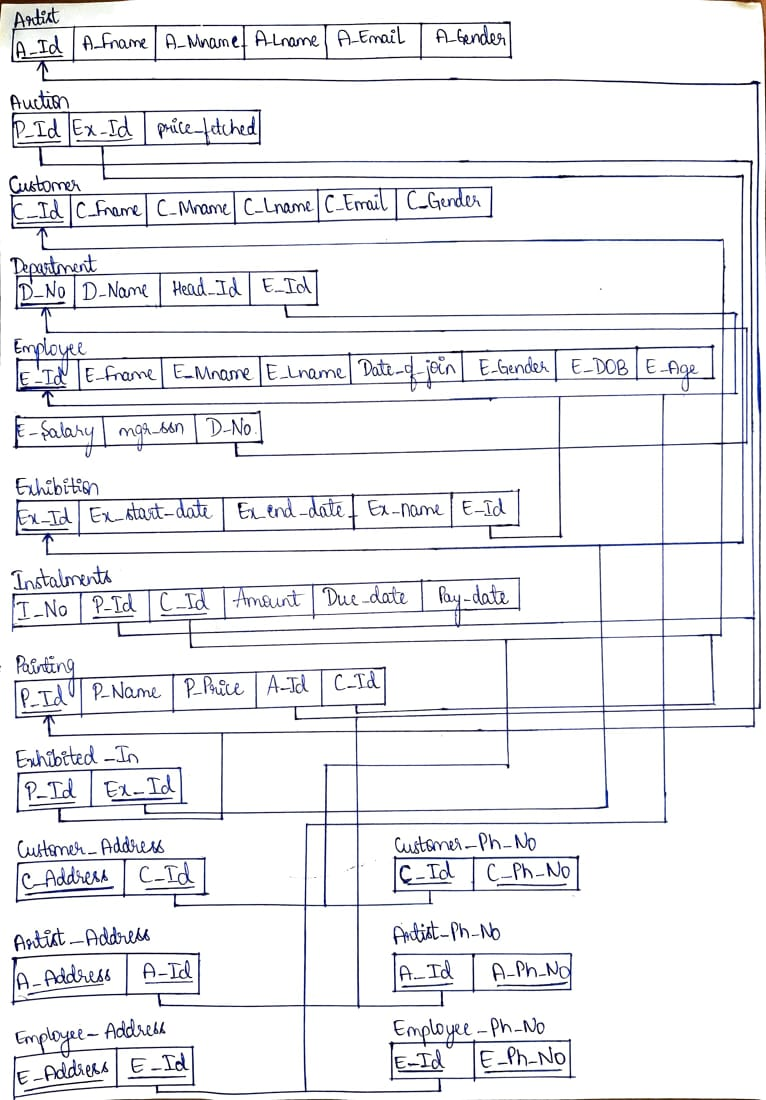 Artist
A_Id A_Fname A_Mname A_Lname A_Email A_Gender
Auction
P_Id Ex_Id price_fetched
Customer
C_Id C_Fname C_Mname C_Lname C_Email C_Gender
Department
D_No D_Name Head_Id E_Id
Employee
E_Id E_Fname E_Mname E_Lname Date_of_join E_Gender E_DOB E_Age
E_Salary mgr_ssn D_No.
Exhibition
Ex_Id Ex_start_date Ex_end_date Ex_name E_Id
Instalments
I_No P_Id C_Id Amount Due_date Pay_date
Painting
P_Id P_Name P_Price A_Id C_Id
Exhibited_In
P_Id Ex_Id
Customer_Address Customer_Ph_No
C_Address C_Id C_Id C_Ph_No
Artist_Address Artist_Ph_No
A_Address A_Id A_Id A_Ph_No
Employee_Address Employee_Ph_No
E_Address E_Id E_Id E_Ph_No